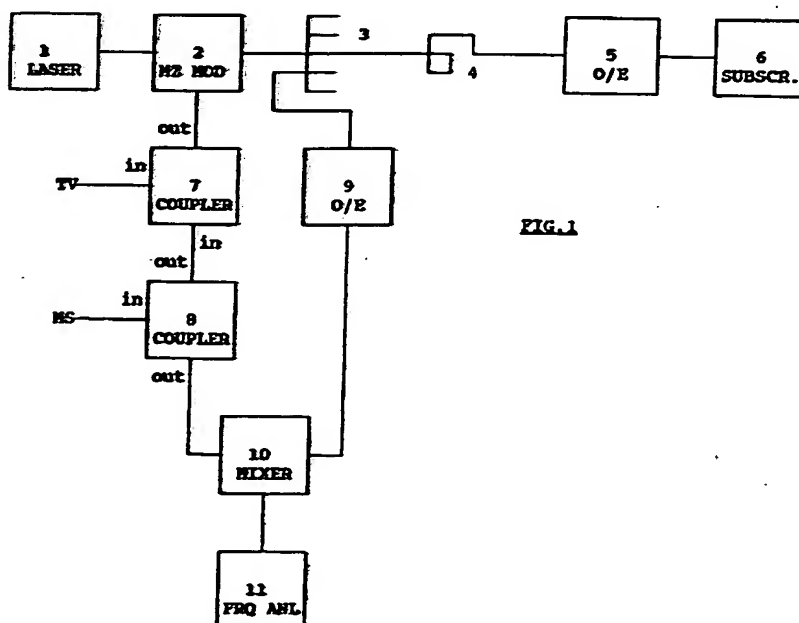 1
LASER
2
MZ MOD
3
4
5
O/E
6
SUBSCR.
out
in
TV
7
COUPLER
9
O/E
FIG.1
in
out
in
MS
8
COUPLER
out
10
MIXER
11
FRQ ANL